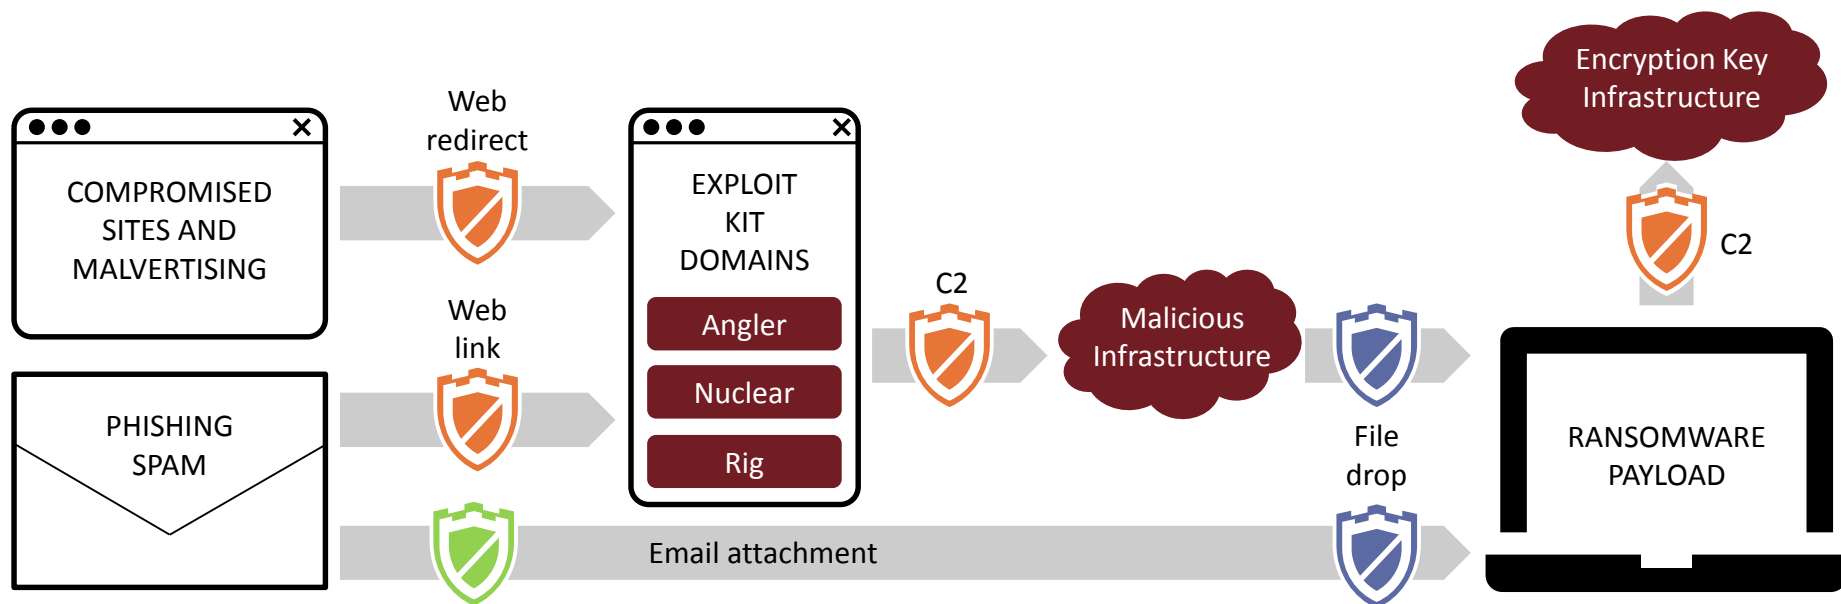 COMPROMISED
SITES AND
MALVERTISING
Web
redirect
Web
link
PHISHING
SPAM
EXPLOIT
KIT
DOMAINS
Angler
Nuclear
Rig
Email attachment
C2
Malicious
Infrastructure
File
drop
Encryption Key
Infrastructure
C2
RANSOMWARE
PAYLOAD